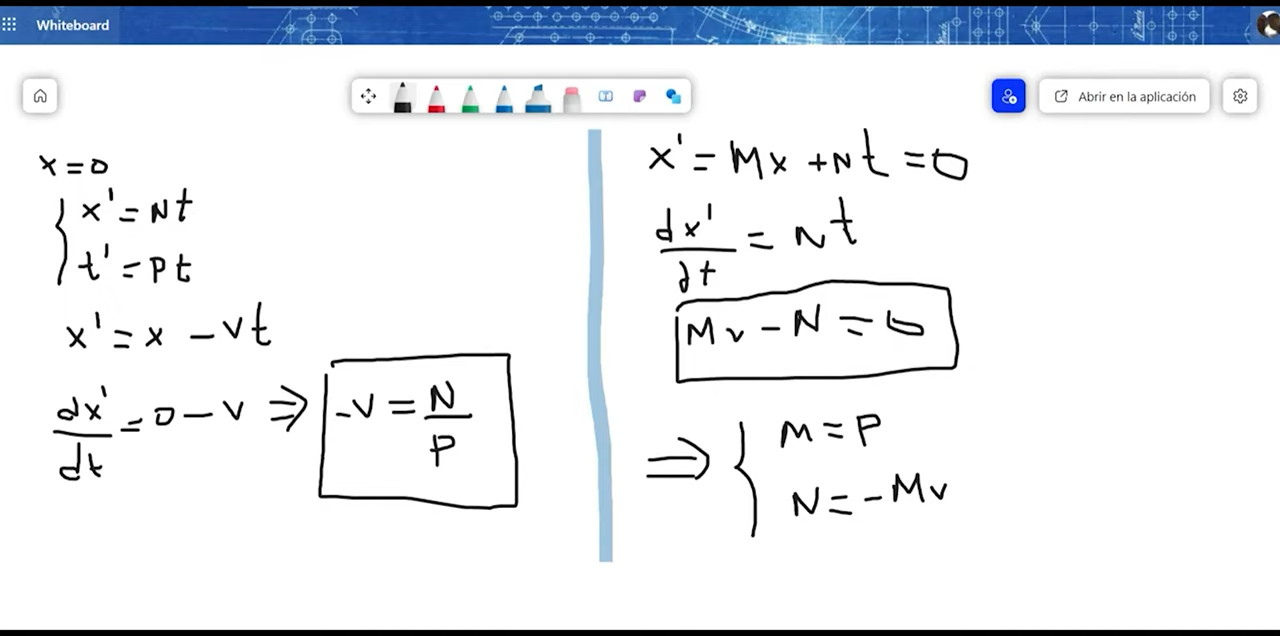 Whiteboard
Abrir en la aplicación
x = 0
x' = Nt
t' = Pt
x' = x - vt
dx'/dt = 0 - v ⇒ -v = N/P
x' = Mx + Nt = 0
dx'/dt = Nt
Mv - N = 0
⇒ { M = P
N = -Mv